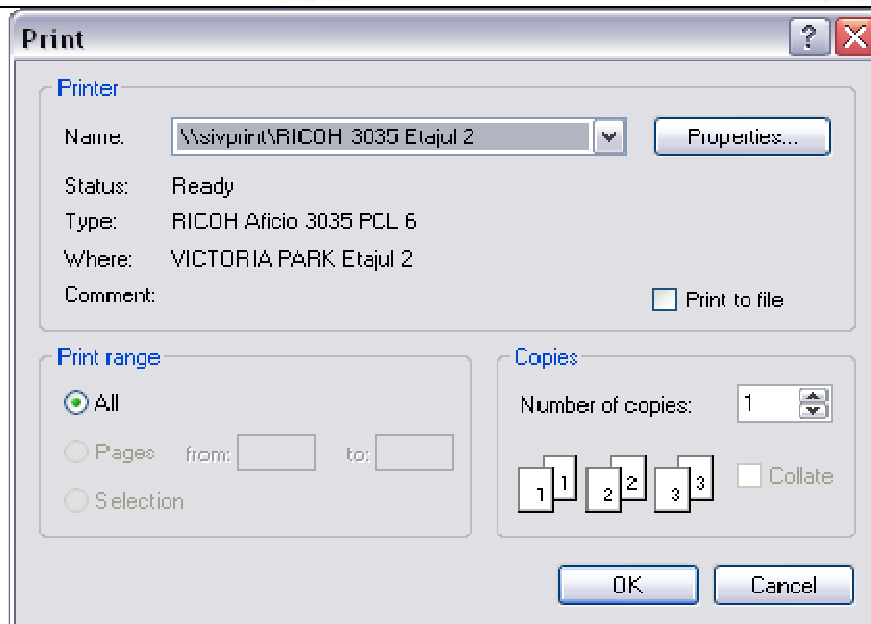 Print
Printer
Name: \\sivprint\RICOH 3035 Etajul 2 Properties...
Status: Ready
Type: RICOH Aficio 3035 PCL 6
Where: VICTORIA PARK Etajul 2
Comment:
Print to file
Print range
All
Pages from: to:
Selection
Copies
Number of copies: 1
1 1 2 2 3 3
Collate
OK Cancel